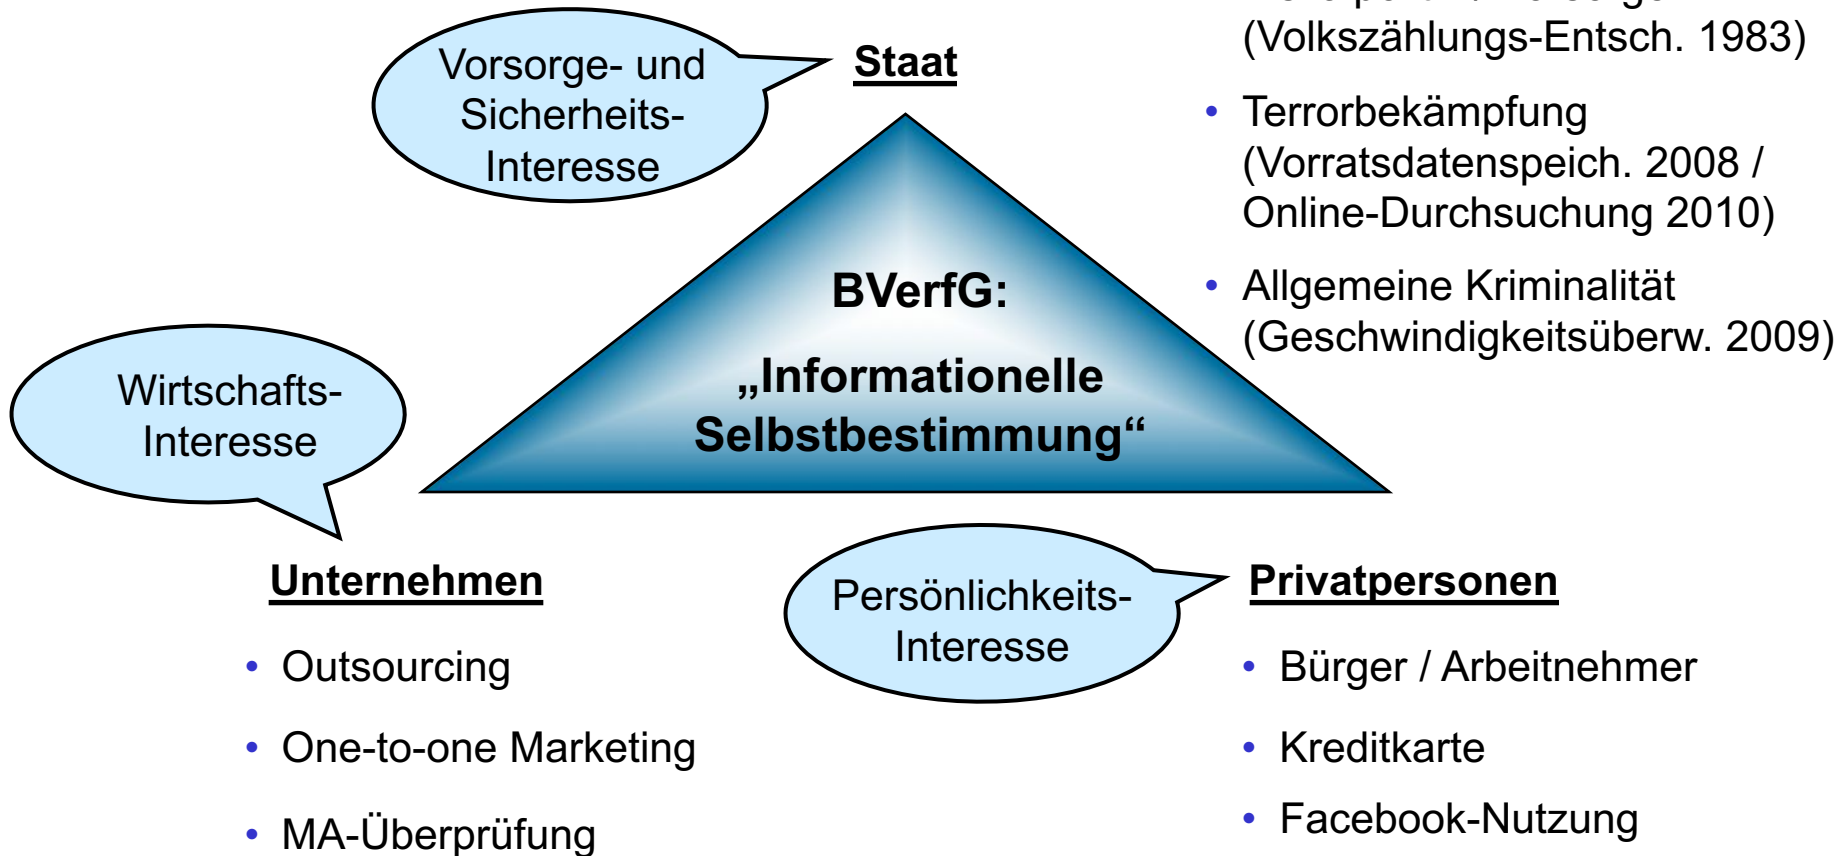 (Volkszählungs-Entsch. 1983)
Vorsorge- und
Sicherheits-
Interesse
Staat
• Terrorbekämpfung
(Vorratsdatenspeich. 2008 /
Online-Durchsuchung 2010)
• Allgemeine Kriminalität
(Geschwindigkeitsüberw. 2009)
BVerfG:
„Informationelle
Selbstbestimmung“
Wirtschafts-
Interesse
Unternehmen
• Outsourcing
• One-to-one Marketing
• MA-Überprüfung
Persönlichkeits-
Interesse
Privatpersonen
• Bürger / Arbeitnehmer
• Kreditkarte
• Facebook-Nutzung